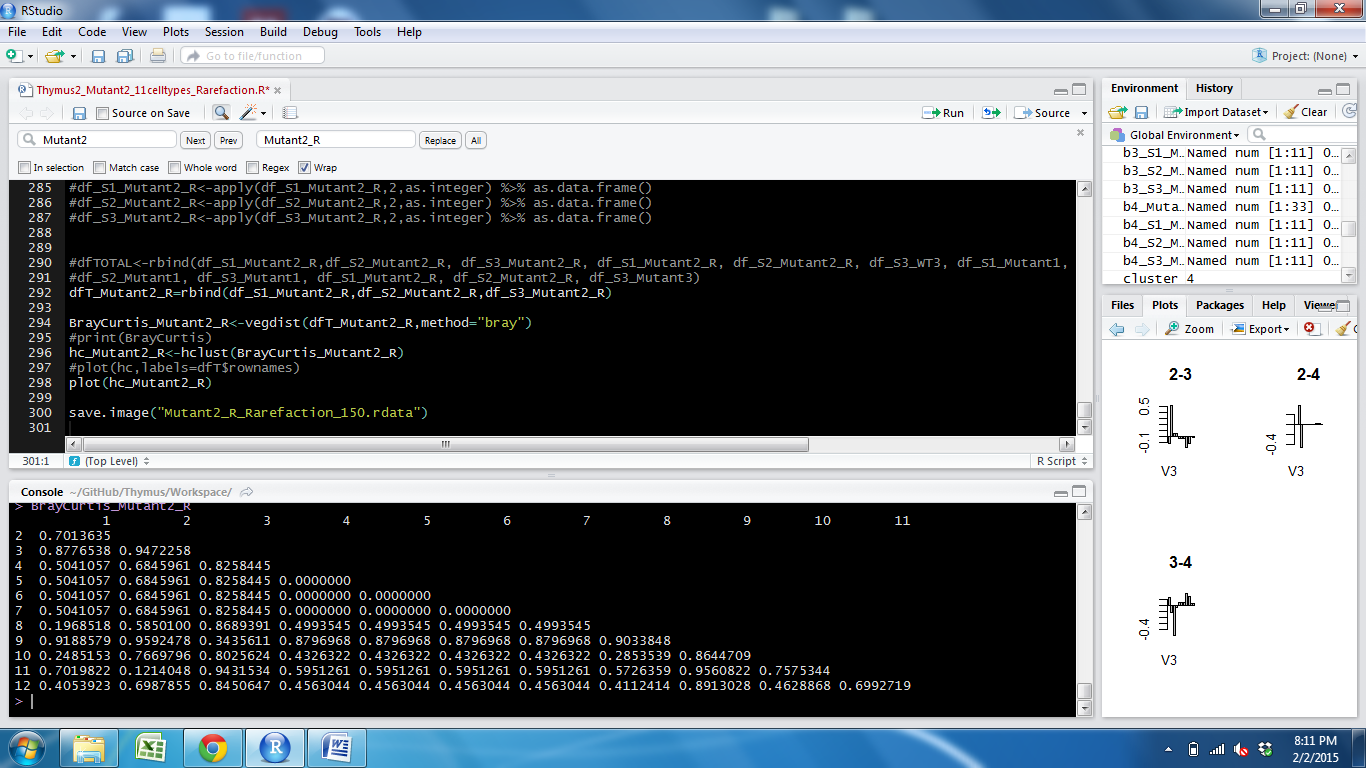 RStudio
File Edit Code View Plots Session Build Debug Tools Help
Go to file/function
Project: (None)
Thymus2_Mutant2_11celltypes_Rarefaction.R*
Source on Save
Run
Source
Mutant2
Next
Prev
Mutant2_R
Replace
All
In selection
Match case
Whole word
Regex
Wrap
285 #df_S1_Mutant2_R<-apply(df_S1_Mutant2_R,2,as.integer) %>% as.data.frame()
286 #df_S2_Mutant2_R<-apply(df_S2_Mutant2_R,2,as.integer) %>% as.data.frame()
287 #df_S3_Mutant2_R<-apply(df_S3_Mutant2_R,2,as.integer) %>% as.data.frame()
288
289
290 #dfTOTAL<-rbind(df_S1_Mutant2_R,df_S2_Mutant2_R, df_S3_Mutant2_R, df_S1_Mutant2_R, df_S2_Mutant2_R, df_S3_WT3, df_S1_Mutant1,
291 #df_S2_Mutant1, df_S3_Mutant1, df_S1_Mutant2_R, df_S2_Mutant2_R, df_S3_Mutant3)
292 dfT_Mutant2_R=rbind(df_S1_Mutant2_R,df_S2_Mutant2_R,df_S3_Mutant2_R)
293
294 BrayCurtis_Mutant2_R<-vegdist(dfT_Mutant2_R,method="bray")
295 #print(BrayCurtis)
296 hc_Mutant2_R<-hclust(BrayCurtis_Mutant2_R)
297 #plot(hc,labels=dfT$rownames)
298 plot(hc_Mutant2_R)
299
300 save.image("Mutant2_R_Rarefaction_150.rdata")
301
301:1 (Top Level) R Script
Console ~/GitHub/Thymus/Workspace/
> BrayCurtis_Mutant2_R
1 2 3 4 5 6 7 8 9 10 11
2 0.7013635
3 0.8776538 0.9472258
4 0.5041057 0.6845961 0.8258445
5 0.5041057 0.6845961 0.8258445 0.0000000
6 0.5041057 0.6845961 0.8258445 0.0000000 0.0000000
7 0.5041057 0.6845961 0.8258445 0.0000000 0.0000000 0.0000000
8 0.1968518 0.5850100 0.8689391 0.4993545 0.4993545 0.4993545 0.4993545
9 0.9188579 0.9592478 0.3435611 0.8796968 0.8796968 0.8796968 0.8796968 0.9033848
10 0.2485153 0.7669796 0.8025624 0.4326322 0.4326322 0.4326322 0.4326322 0.2853539 0.8644709
11 0.7019822 0.1214048 0.9431534 0.5951261 0.5951261 0.5951261 0.5951261 0.5726359 0.9560822 0.7575344
12 0.4053923 0.6987855 0.8450647 0.4563044 0.4563044 0.4563044 0.4563044 0.4112414 0.8913028 0.4628868 0.6992719
>
Environment History
Import Dataset Clear
Global Environment
b3_S1_M… Named num [1:11] 0…
b3_S2_M… Named num [1:11] 0…
b3_S3_M… Named num [1:11] 0…
b4_Muta… Named num [1:33] 0…
b4_S1_M… Named num [1:11] 0…
b4_S2_M… Named num [1:11] 0…
b4_S3_M… Named num [1:11] 0…
cluster 4
Files Plots Packages Help Viewe
Zoom Export
2-3
-0.1 0.5
V3
2-4
-0.4
V3
3-4
-0.4
V3
8:11 PM
2/2/2015